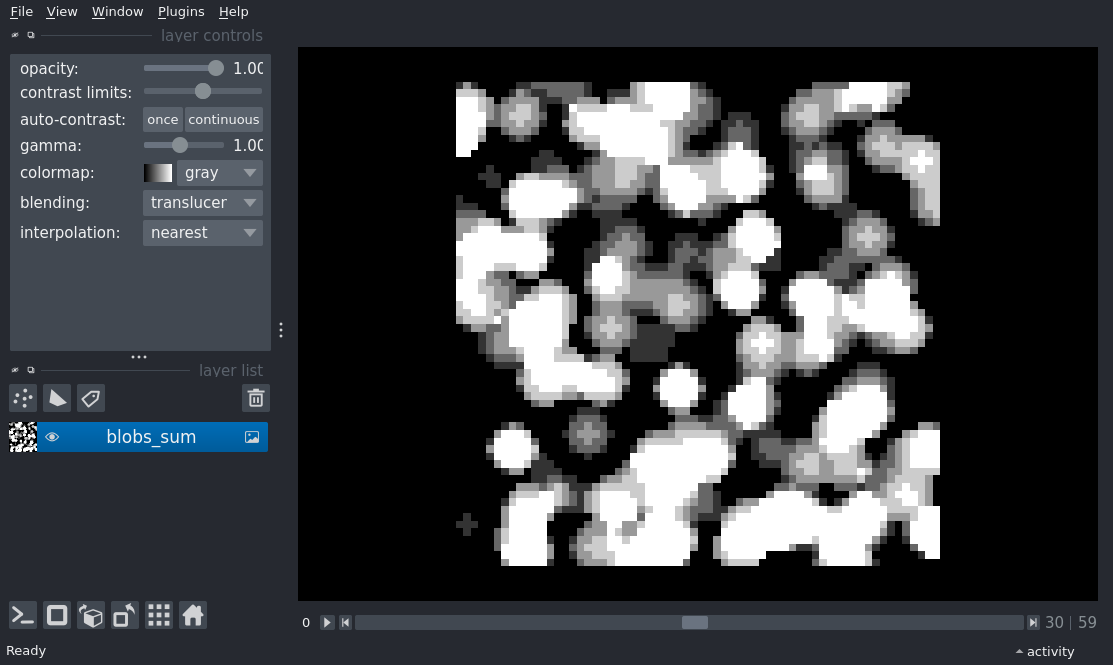 File View Window Plugins Help
layer controls
opacity: 1.00
contrast limits:
auto-contrast: once continuous
gamma: 1.00
colormap: gray
blending: translucer
interpolation: nearest
layer list
blobs_sum
0 30 | 59
Ready activity